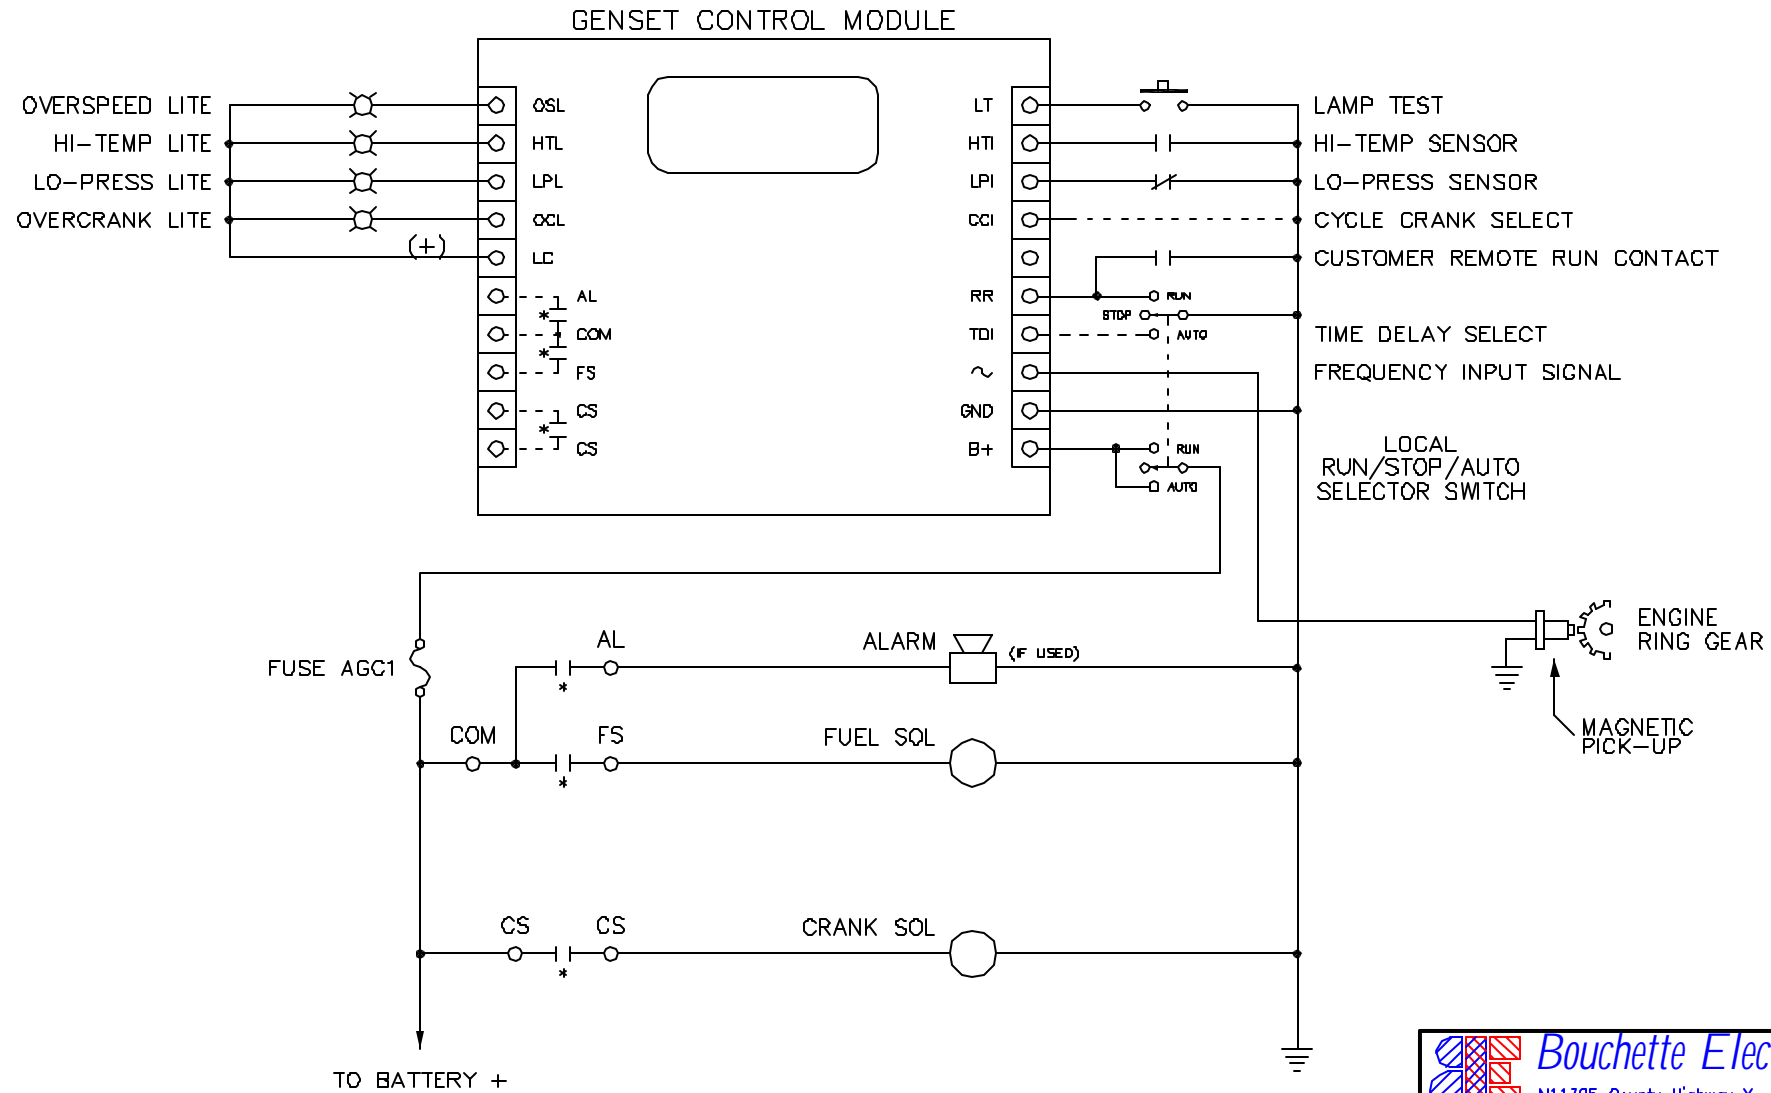 GENSET CONTROL MODULE
OVERSPEED LITE
OSL
LT
LAMP TEST
HI-TEMP LITE
HTL
HTI
HI-TEMP SENSOR
LO-PRESS LITE
LPL
LPI
LO-PRESS SENSOR
OVERCRANK LITE
OCL
CCI
CYCLE CRANK SELECT
(+)
LC
CUSTOMER REMOTE RUN CONTACT
AL
RR
RUN
*
STOP
COM
TDI
AUTO
TIME DELAY SELECT
*
FS
~
FREQUENCY INPUT SIGNAL
CS
GND
*
CS
B+
RUN
AUTO
LOCAL
RUN/STOP/AUTO
SELECTOR SWITCH
FUSE AGC1
AL
ALARM
(IF USED)
*
ENGINE
RING GEAR
COM
FS
FUEL SOL
*
MAGNETIC
PICK-UP
CS
CS
CRANK SOL
*
TO BATTERY +
Bouchette Elec